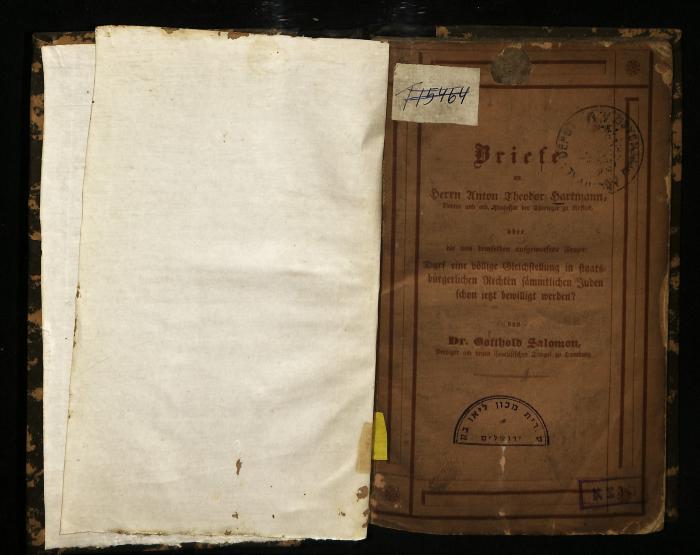 F15464
Briefe
an
Herrn Anton Theodor Hartmann,
Doctor und ord. Professor der Theologie zu Rostock,
über
die von demselben aufgeworfene Frage:
Darf eine völlige Gleichstellung in staats-
bürgerlichen Rechten sämmtlichen Juden
schon jetzt bewilligt werden?
von
Dr. Gotthold Salomon,
Prediger am neuen Israelitischen Tempel zu Hamburg
מכון ליאו
ירושלים